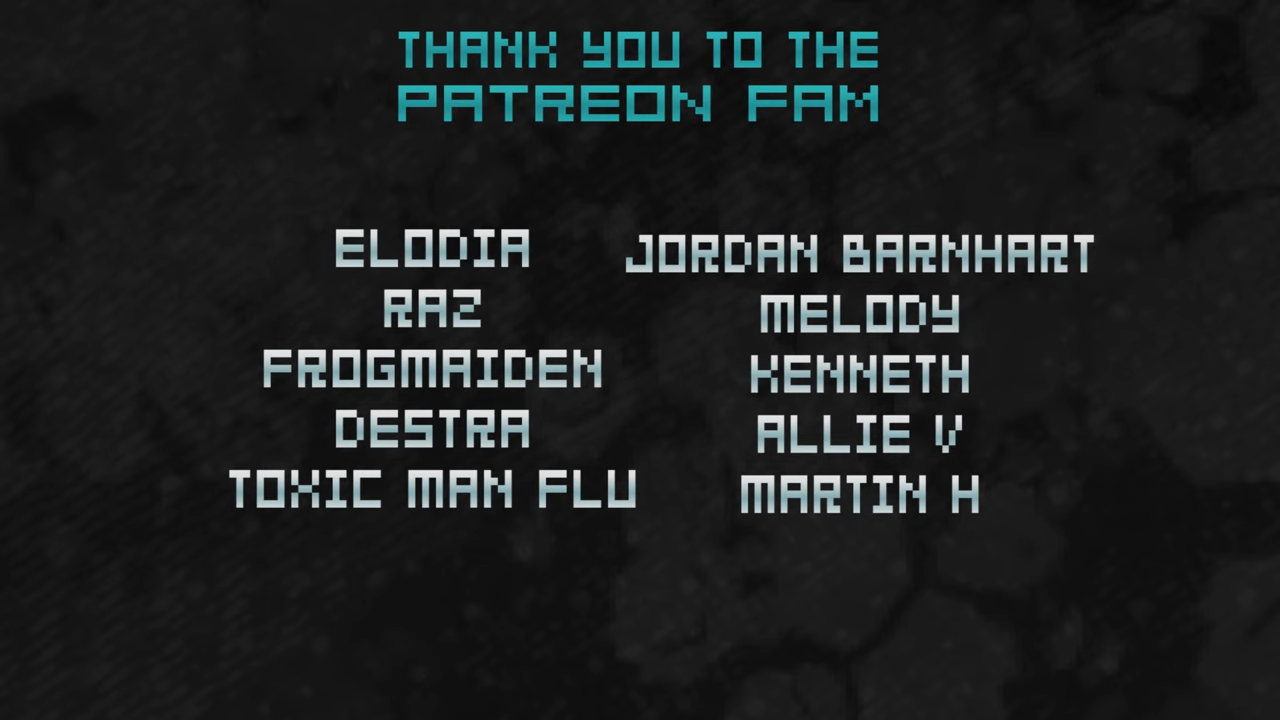 THANK YOU TO THE
PATREON FAM
ELODIA
RAZ
FROGMAIDEN
DESTRA
TOXIC MAN FLU
JORDAN BARNHART
MELODY
KENNETH
ALLIE V
MARTIN H